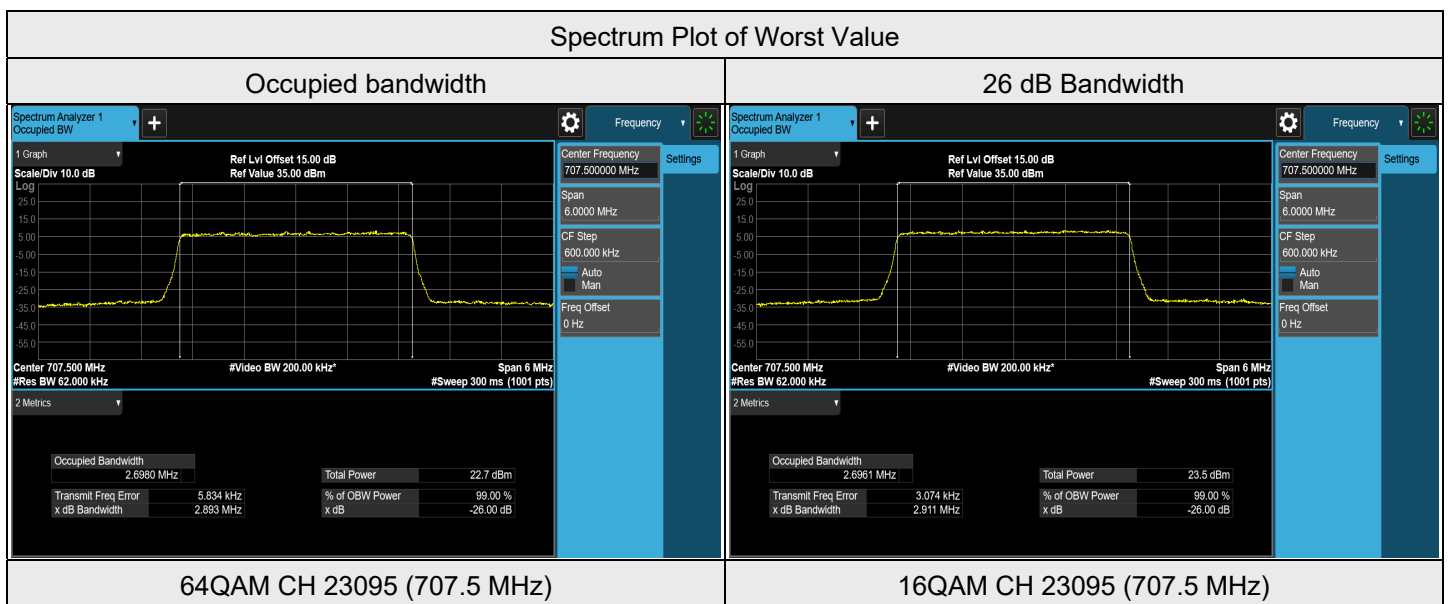 Spectrum Plot of Worst Value
Occupied bandwidth
26 dB Bandwidth
Spectrum Analyzer 1
Occupied BW
+
Frequency
1 Graph
Scale/Div 10.0 dB
Ref Lvl Offset 15.00 dB
Ref Value 35.00 dBm
Log
25.0
15.0
5.00
-5.00
-15.0
-25.0
-35.0
-45.0
-55.0
Center 707.500 MHz
#Res BW 62.000 kHz
#Video BW 200.00 kHz*
Span 6 MHz
#Sweep 300 ms (1001 pts)
Center Frequency
707.500000 MHz
Settings
Span
6.0000 MHz
CF Step
600.000 kHz
Auto
Man
Freq Offset
0 Hz
2 Metrics
Occupied Bandwidth
2.6980 MHz
Total Power 22.7 dBm
Transmit Freq Error 5.834 kHz % of OBW Power 99.00 %
x dB Bandwidth 2.893 MHz x dB -26.00 dB
Spectrum Analyzer 1
Occupied BW
+
Frequency
1 Graph
Scale/Div 10.0 dB
Ref Lvl Offset 15.00 dB
Ref Value 35.00 dBm
Log
25.0
15.0
5.00
-5.00
-15.0
-25.0
-35.0
-45.0
-55.0
Center 707.500 MHz
#Res BW 62.000 kHz
#Video BW 200.00 kHz*
Span 6 MHz
#Sweep 300 ms (1001 pts)
Center Frequency
707.500000 MHz
Settings
Span
6.0000 MHz
CF Step
600.000 kHz
Auto
Man
Freq Offset
0 Hz
2 Metrics
Occupied Bandwidth
2.6961 MHz
Total Power 23.5 dBm
Transmit Freq Error 3.074 kHz % of OBW Power 99.00 %
x dB Bandwidth 2.911 MHz x dB -26.00 dB
64QAM CH 23095 (707.5 MHz)
16QAM CH 23095 (707.5 MHz)